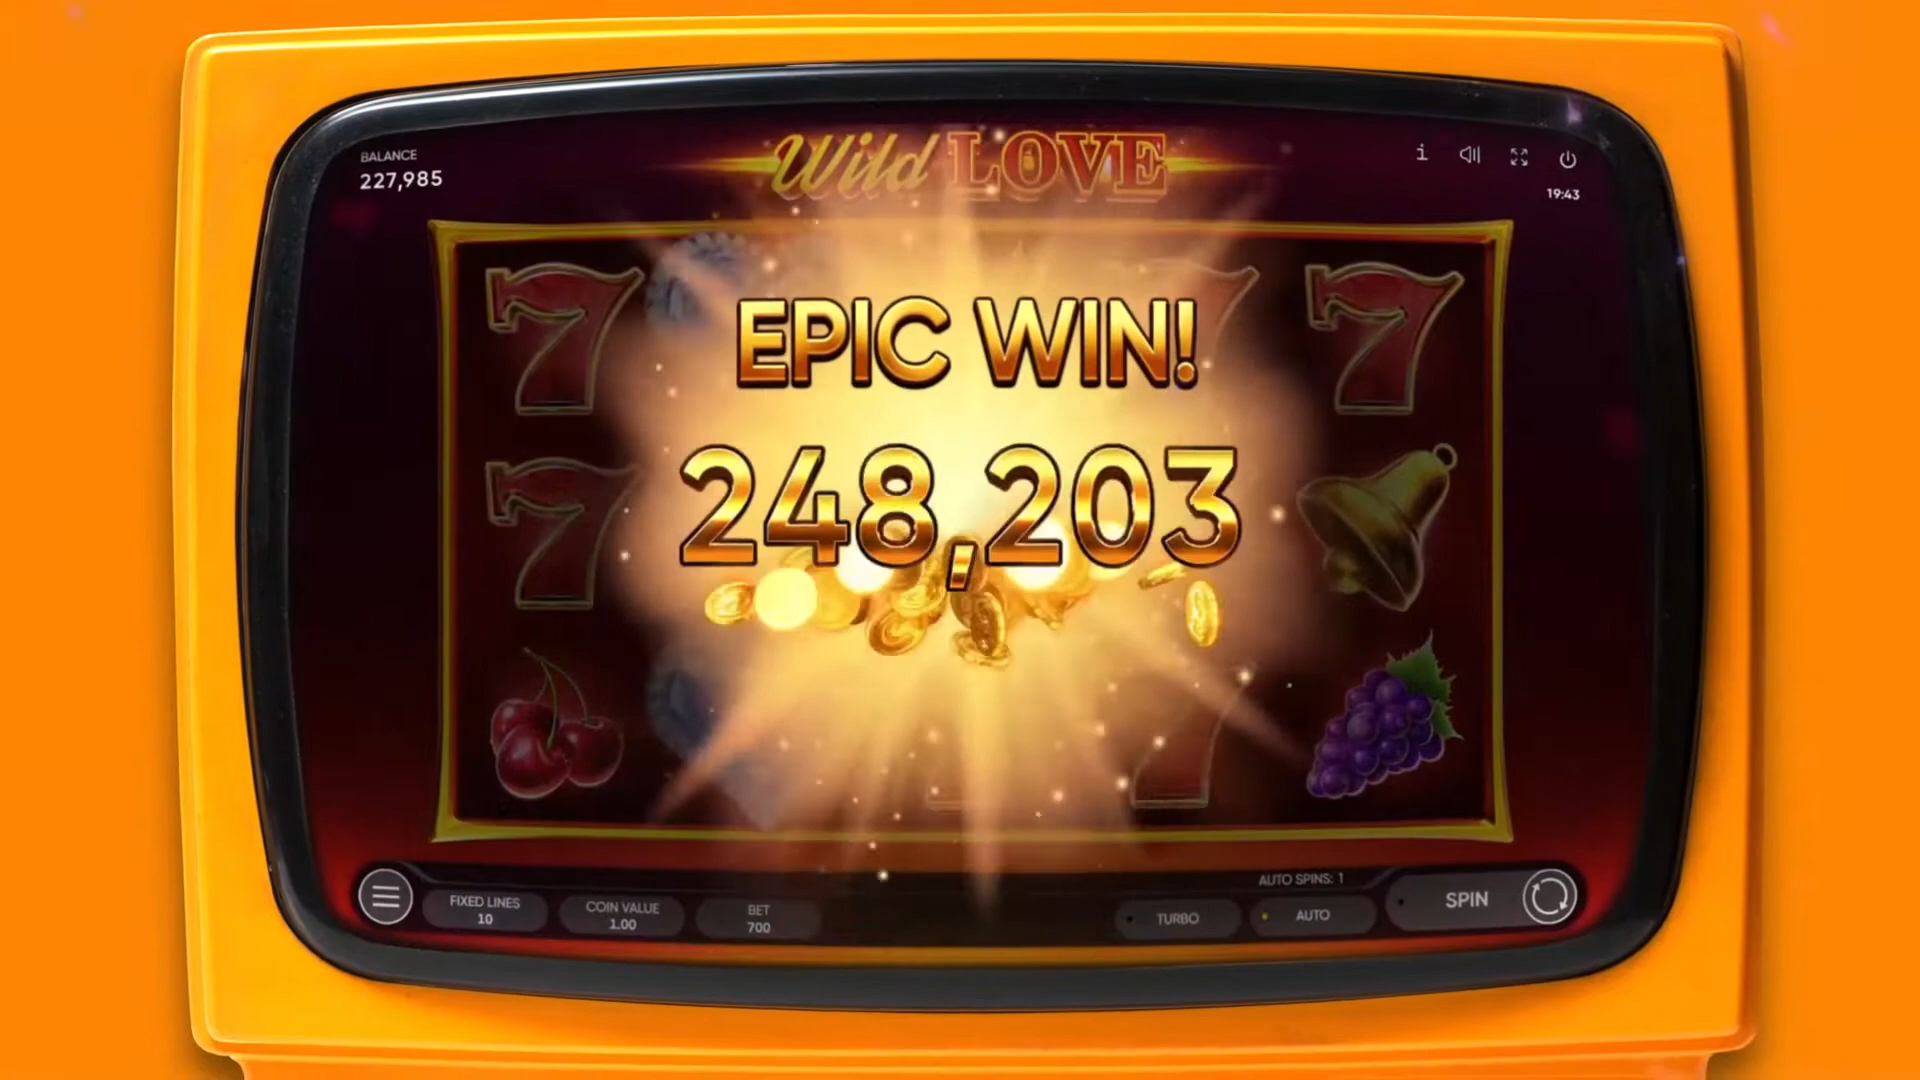 Wild LOVE
BALANCE
227,985
19:43
EPIC WIN!
248,203
AUTO SPINS: 1
FIXED LINES
10
COIN VALUE
1.00
BET
700
TURBO
AUTO
SPIN